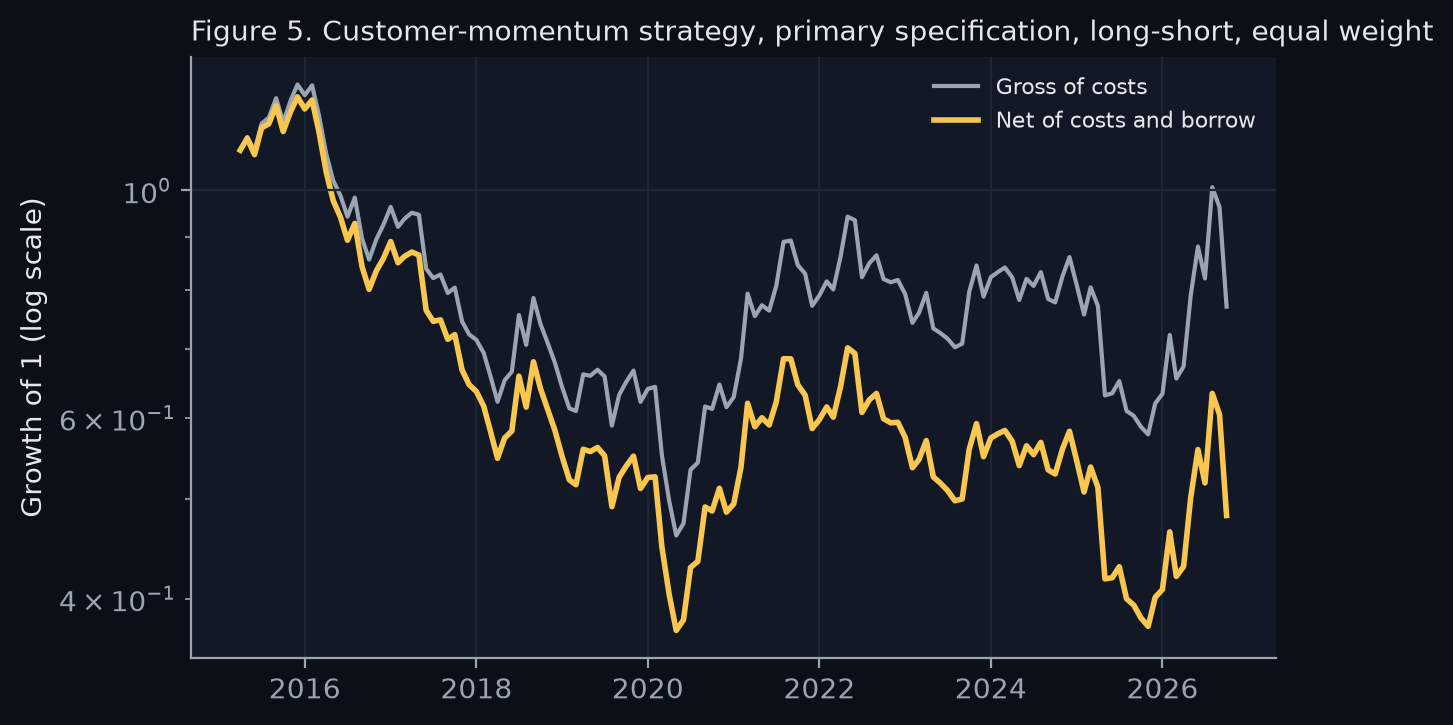 Figure 5. Customer-momentum strategy, primary specification, long-short, equal weight
Gross of costs
Net of costs and borrow
Growth of 1 (log scale)
10⁰
6 × 10⁻¹
4 × 10⁻¹
2016 2018 2020 2022 2024 2026